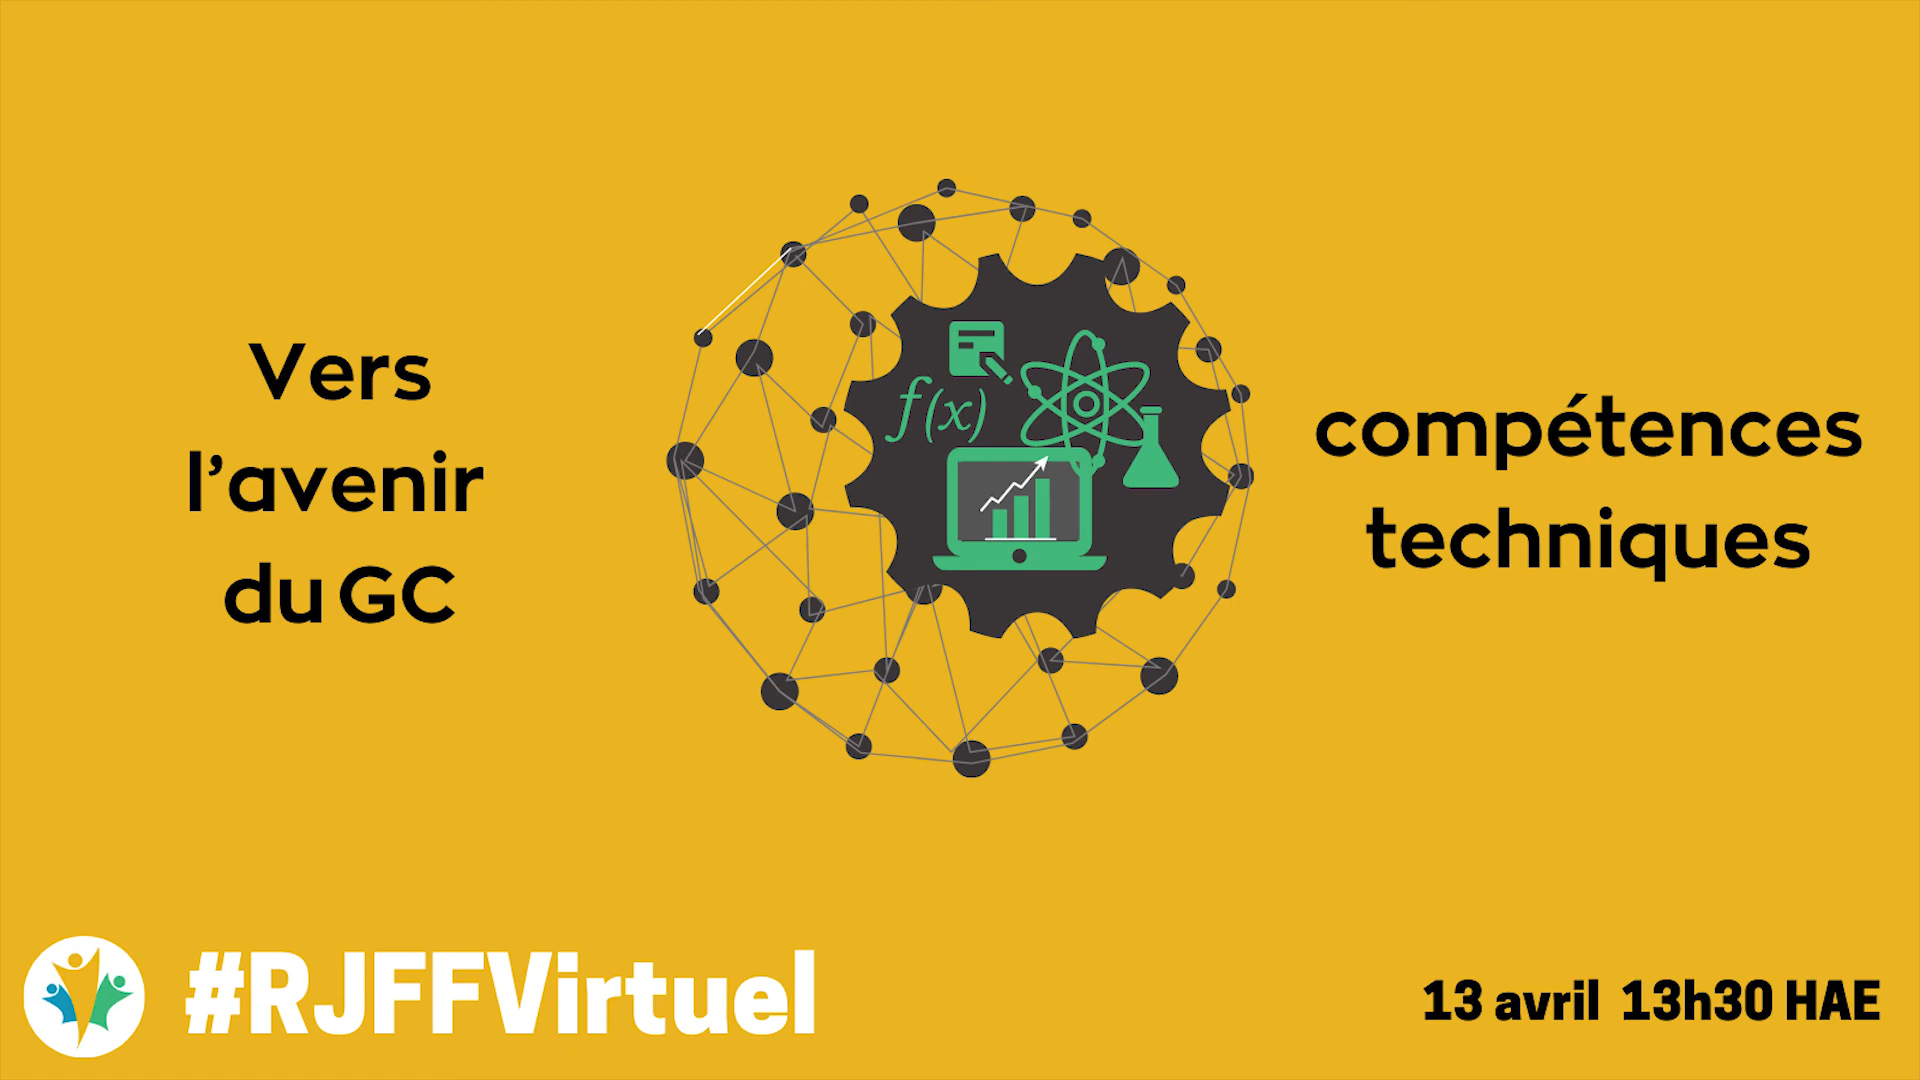 Vers
l’avenir
du GC
f(x)
compétences
techniques
#RJFFVirtuel
13 avril 13h30 HAE